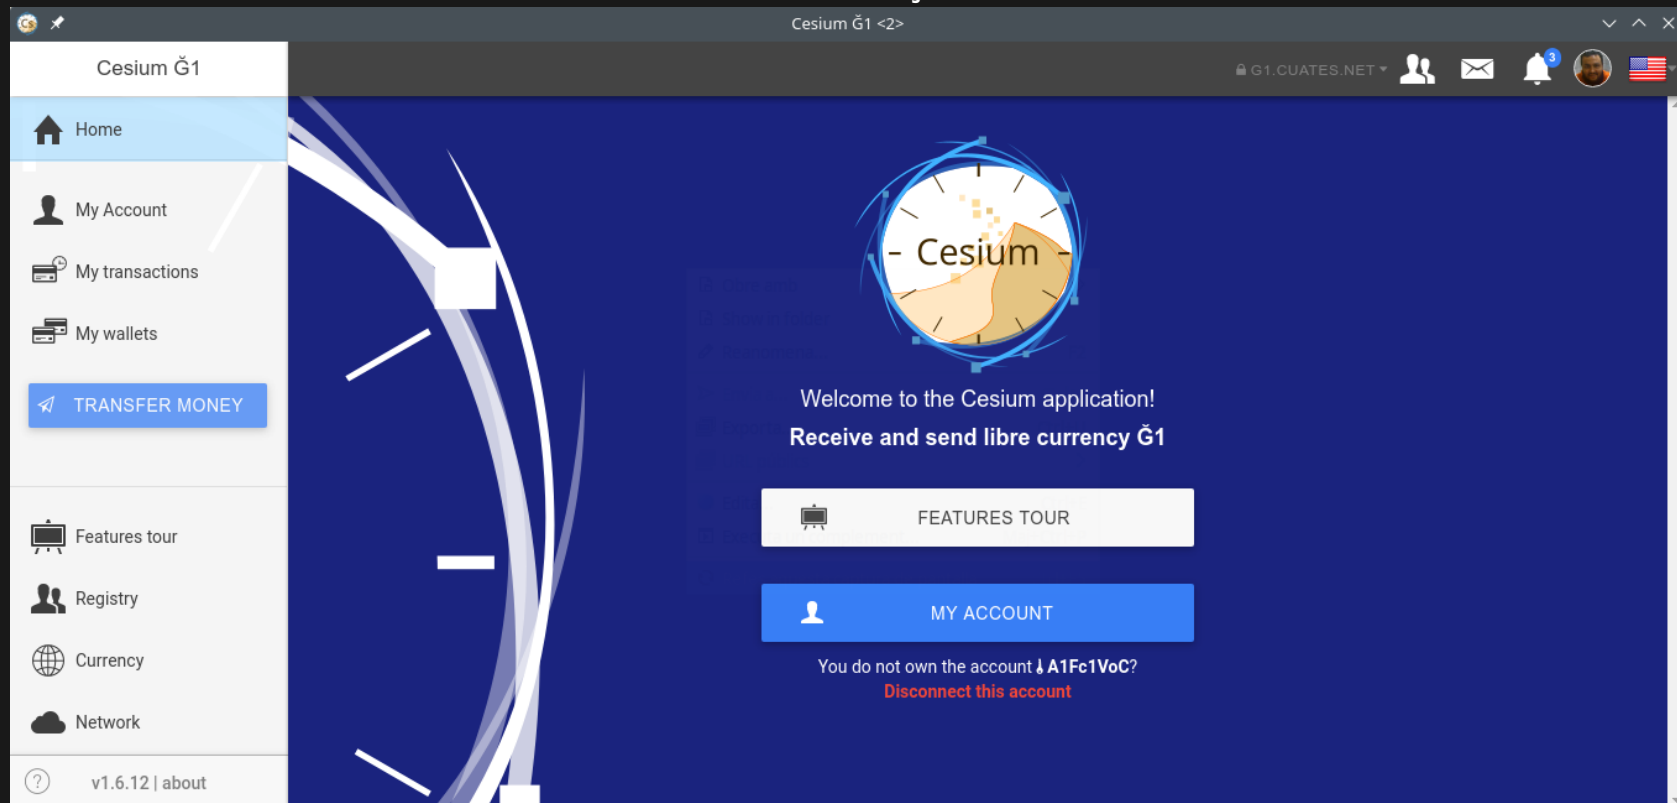 Cesium Ğ1 <2>
Cesium Ğ1
G1.CUATES.NET
3
Home
My Account
My transactions
My wallets
TRANSFER MONEY
Features tour
Registry
Currency
Network
v1.6.12 | about
Cesium
Welcome to the Cesium application!
Receive and send libre currency Ğ1
FEATURES TOUR
MY ACCOUNT
You do not own the account A1Fc1VoC?
Disconnect this account